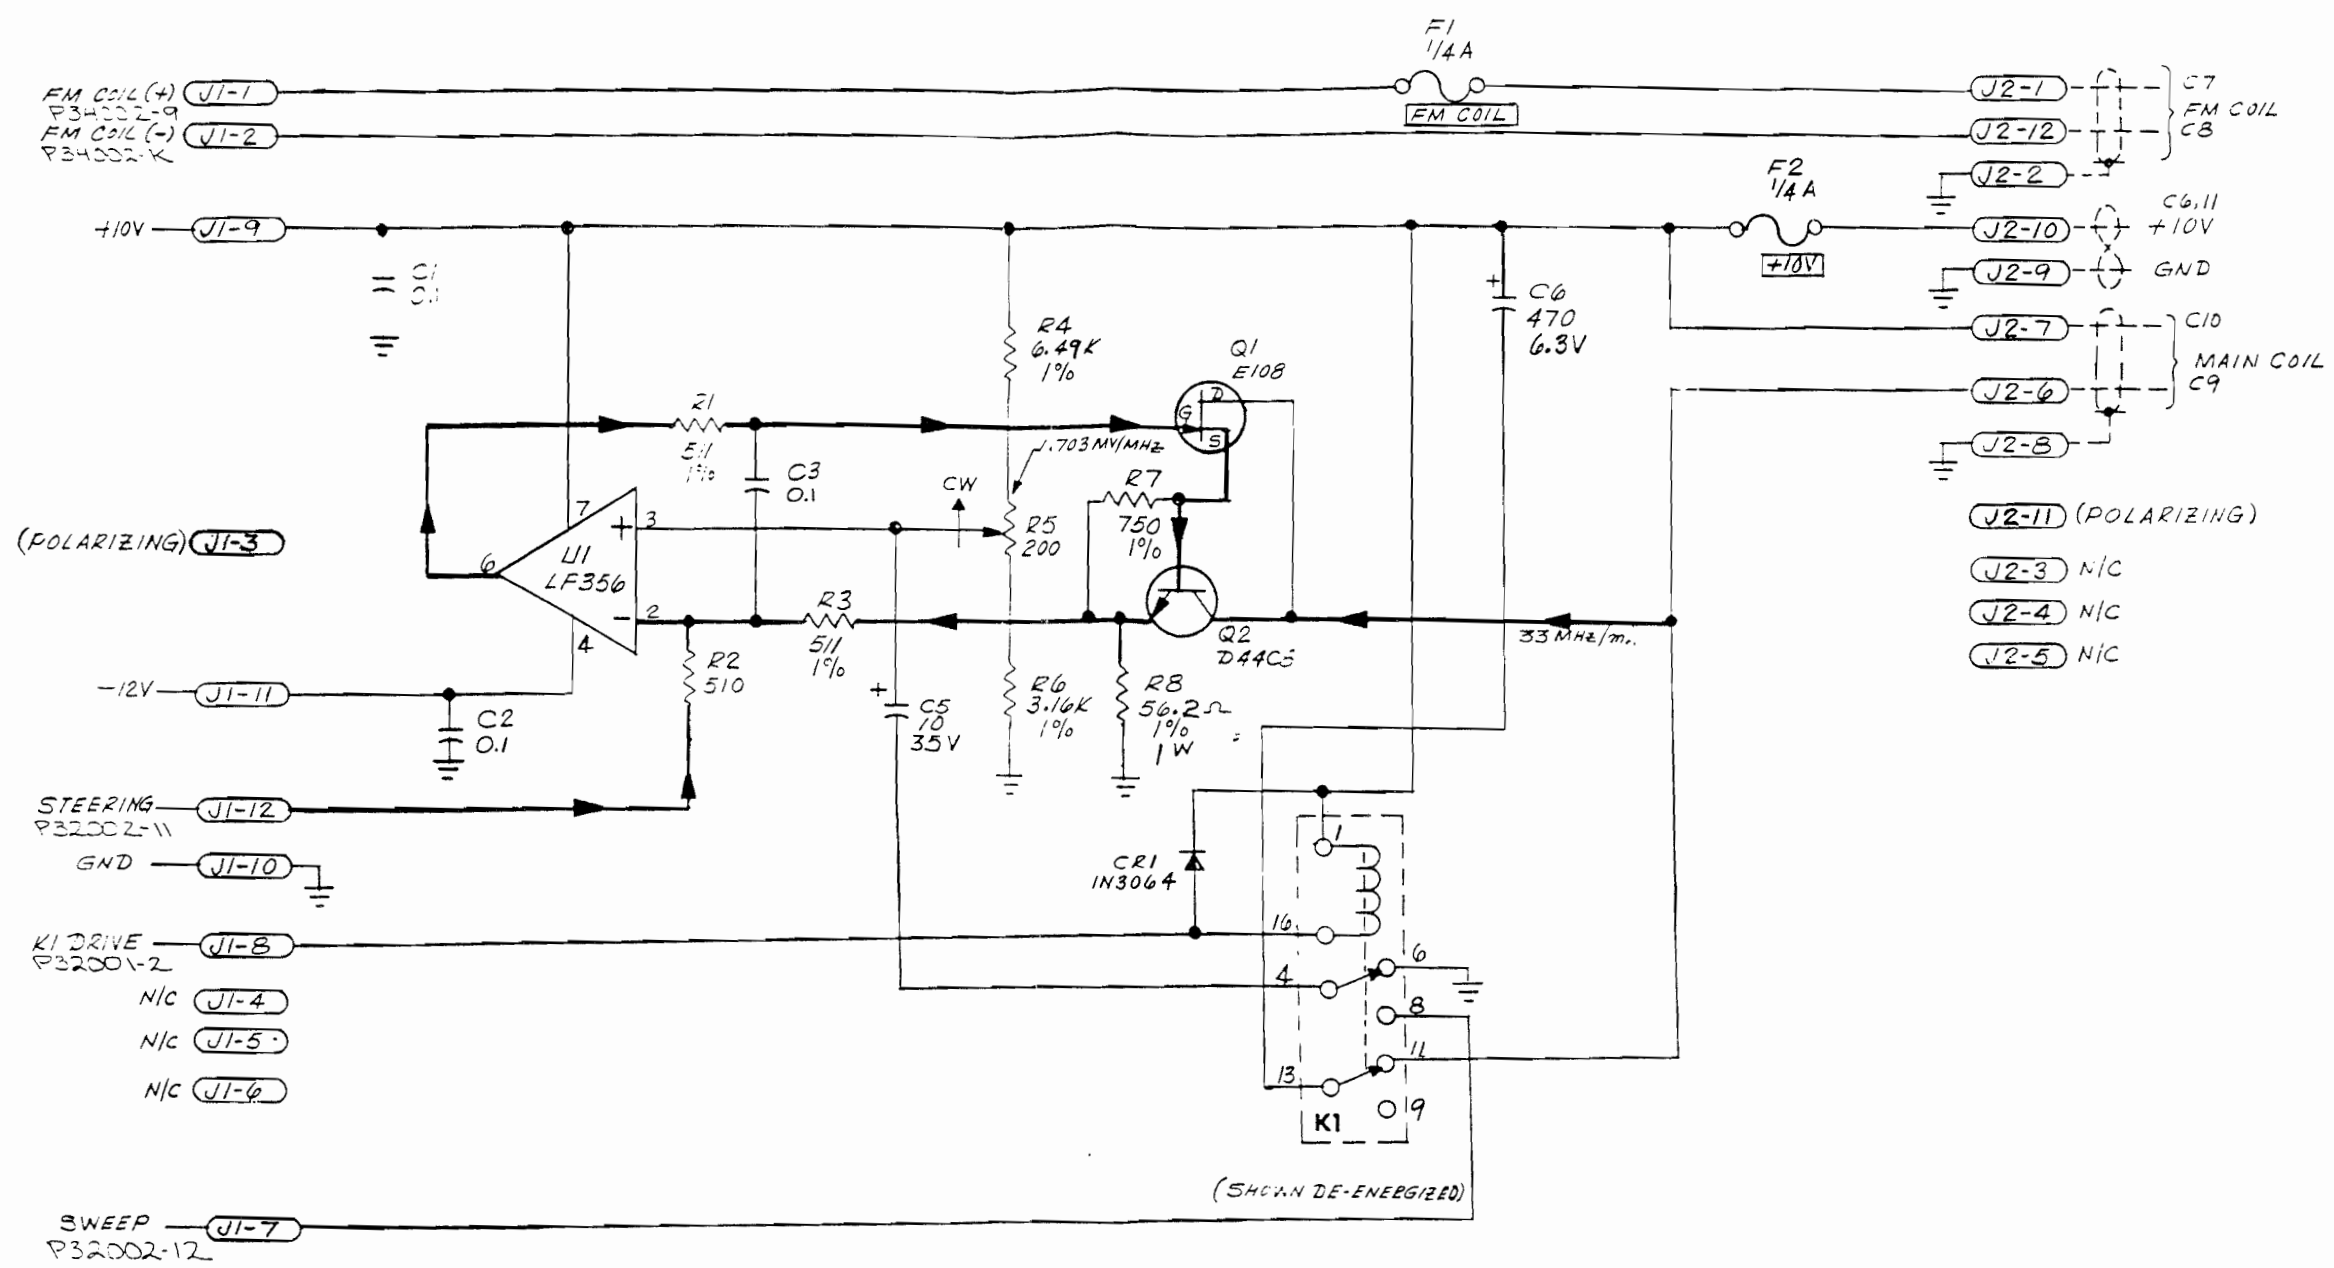 F1
1/4 A
FM COIL
FM COIL (+)
J1-1
P34002-9
FM COIL (-)
J1-2
P34002-K
J2-1
C7
FM COIL
J2-12
C8
J2-2
F2
1/4 A
+10V
+10V
J1-9
J2-10
C6,11
+10V
J2-9
GND
C1
0.1
J2-7
C10
MAIN COIL
J2-6
C9
J2-8
R4
6.49K
1%
Q1
E108
D
G
S
C6
470
6.3V
+
R1
511
1%
C3
0.1
1.703 MV/MHZ
CW
R7
750
1%
(POLARIZING)
J1-3
7
+
3
U1
LF356
6
-
2
4
R5
200
J2-11
(POLARIZING)
J2-3
N/C
J2-4
N/C
J2-5
N/C
R3
511
1%
Q2
D44C5
33 MHZ/m
-12V
J1-11
C2
0.1
R2
510
+
C5
10
35V
R6
3.16K
1%
R8
56.2Ω
1%
1W
STEERING
J1-12
P32002-11
GND
J1-10
CR1
1N3064
1
16
K1 DRIVE
J1-8
P32001-2
4
6
8
13
11
9
K1
N/C
J1-4
N/C
J1-5
N/C
J1-6
(SHOWN DE-ENERGIZED)
SWEEP
J1-7
P32002-12